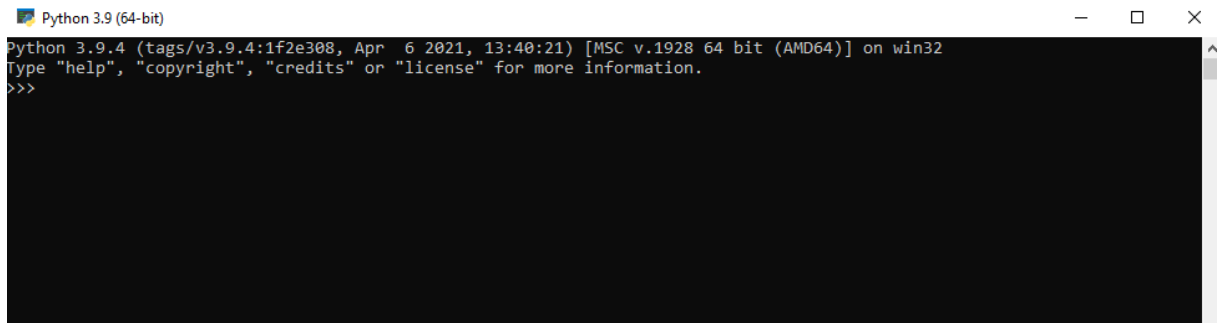 Python 3.9 (64-bit)
Python 3.9.4 (tags/v3.9.4:1f2e308, Apr  6 2021, 13:40:21) [MSC v.1928 64 bit (AMD64)] on win32
Type "help", "copyright", "credits" or "license" for more information.
>>>